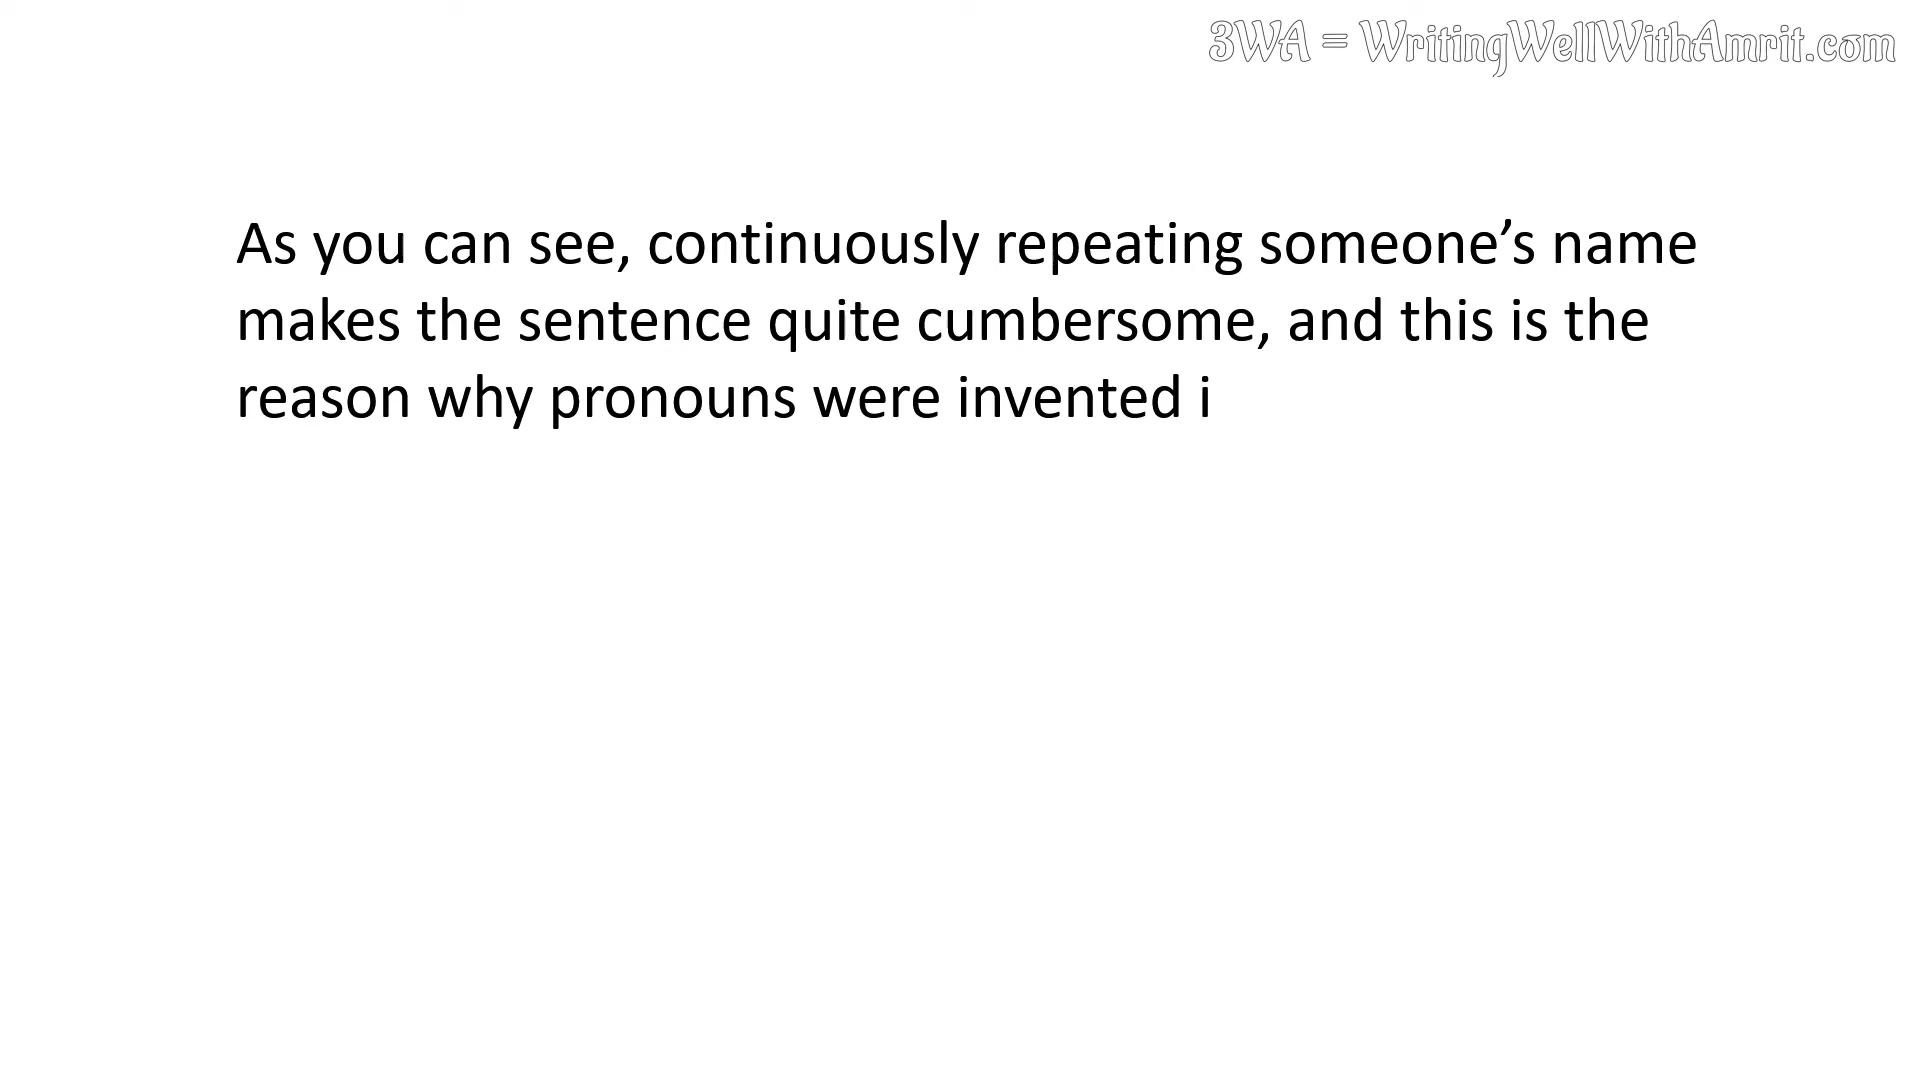 3WA = WritingWellWithAmrit.com
As you can see, continuously repeating someone’s name
makes the sentence quite cumbersome, and this is the
reason why pronouns were invented i